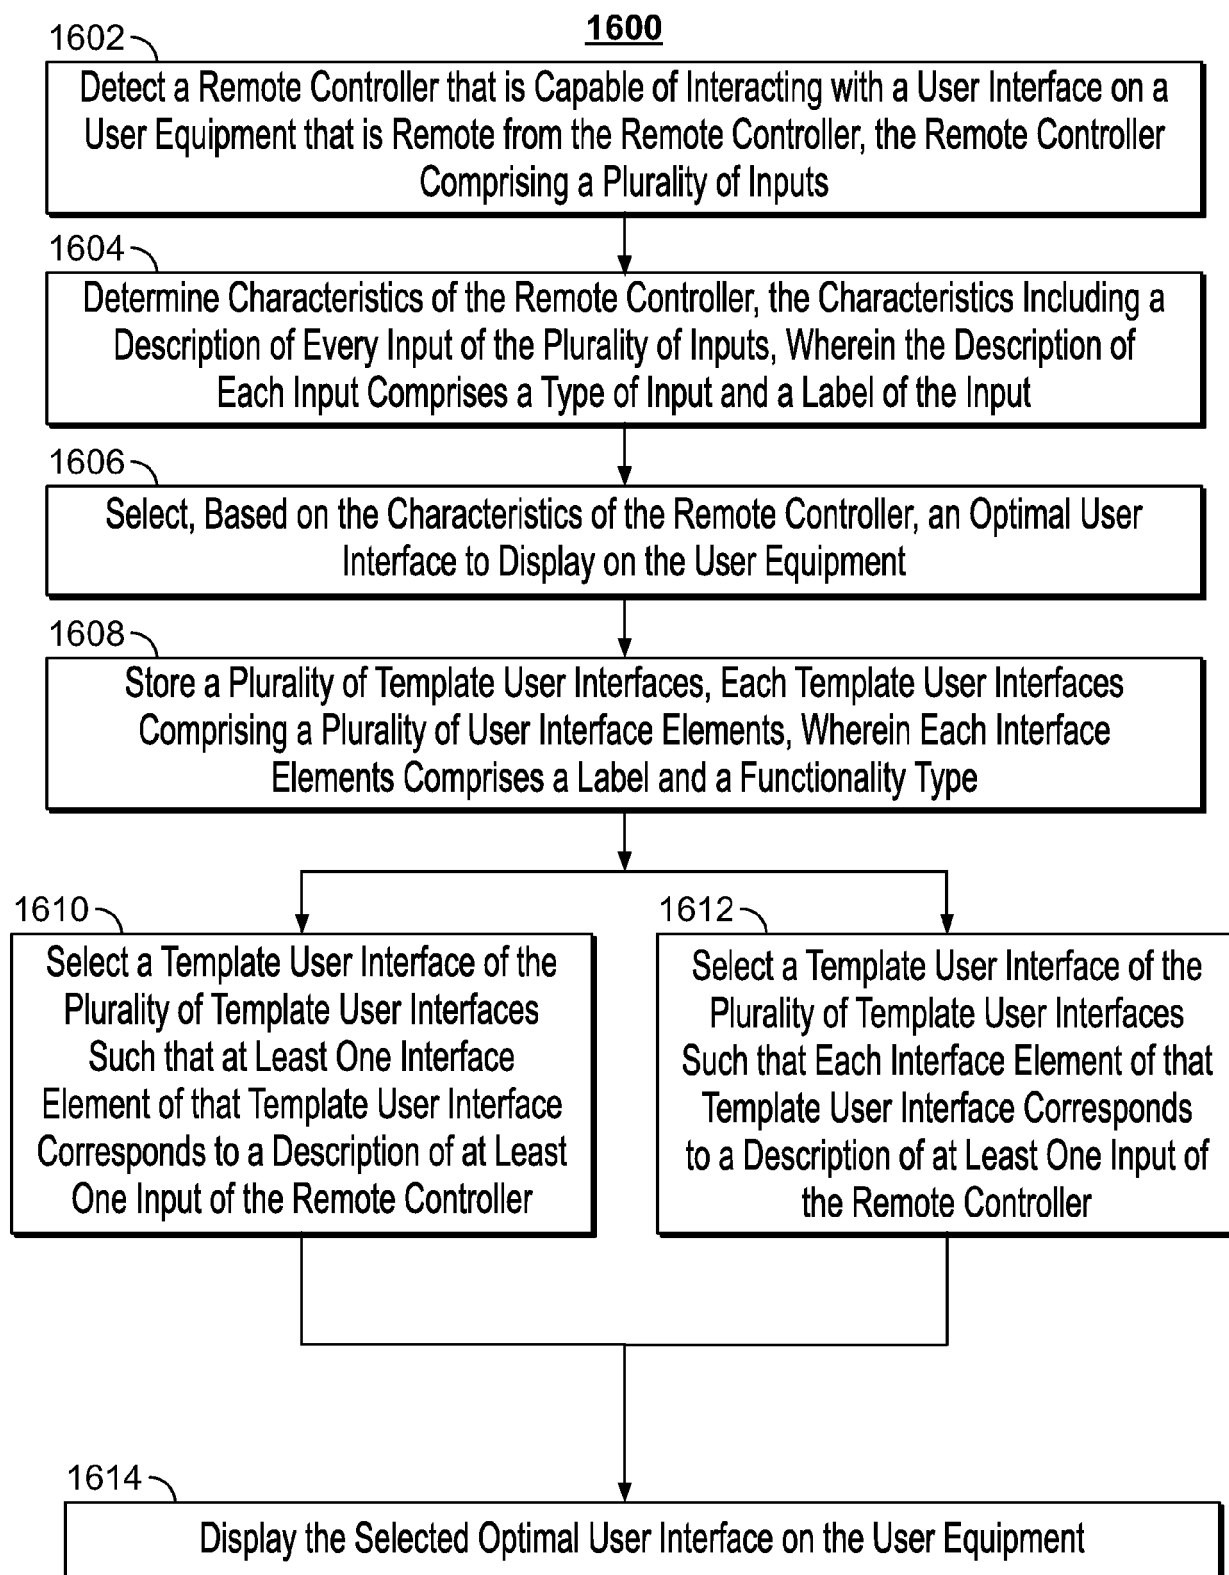 1600
1602
Detect a Remote Controller that is Capable of Interacting with a User Interface on a
User Equipment that is Remote from the Remote Controller, the Remote Controller
Comprising a Plurality of Inputs
1604
Determine Characteristics of the Remote Controller, the Characteristics Including a
Description of Every Input of the Plurality of Inputs, Wherein the Description of
Each Input Comprises a Type of Input and a Label of the Input
1606
Select, Based on the Characteristics of the Remote Controller, an Optimal User
Interface to Display on the User Equipment
1608
Store a Plurality of Template User Interfaces, Each Template User Interfaces
Comprising a Plurality of User Interface Elements, Wherein Each Interface
Elements Comprises a Label and a Functionality Type
1610
Select a Template User Interface of the
Plurality of Template User Interfaces
Such that at Least One Interface
Element of that Template User Interface
Corresponds to a Description of at Least
One Input of the Remote Controller
1612
Select a Template User Interface of the
Plurality of Template User Interfaces
Such that Each Interface Element of that
Template User Interface Corresponds
to a Description of at Least One Input of
the Remote Controller
1614
Display the Selected Optimal User Interface on the User Equipment